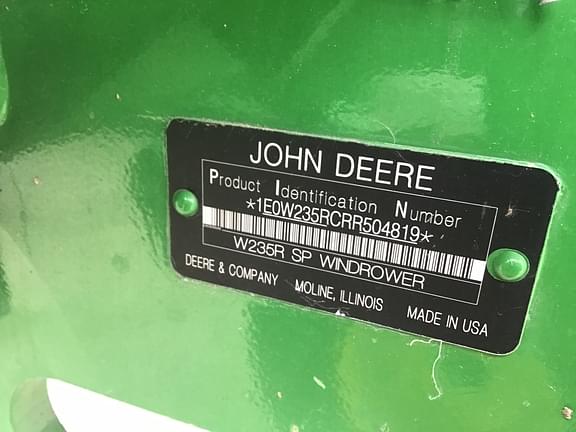 JOHN DEERE
Product Identification Number
*1E0W235RCRR504819*
W235R SP WINDROWER
DEERE & COMPANY MOLINE, ILLINOIS MADE IN USA